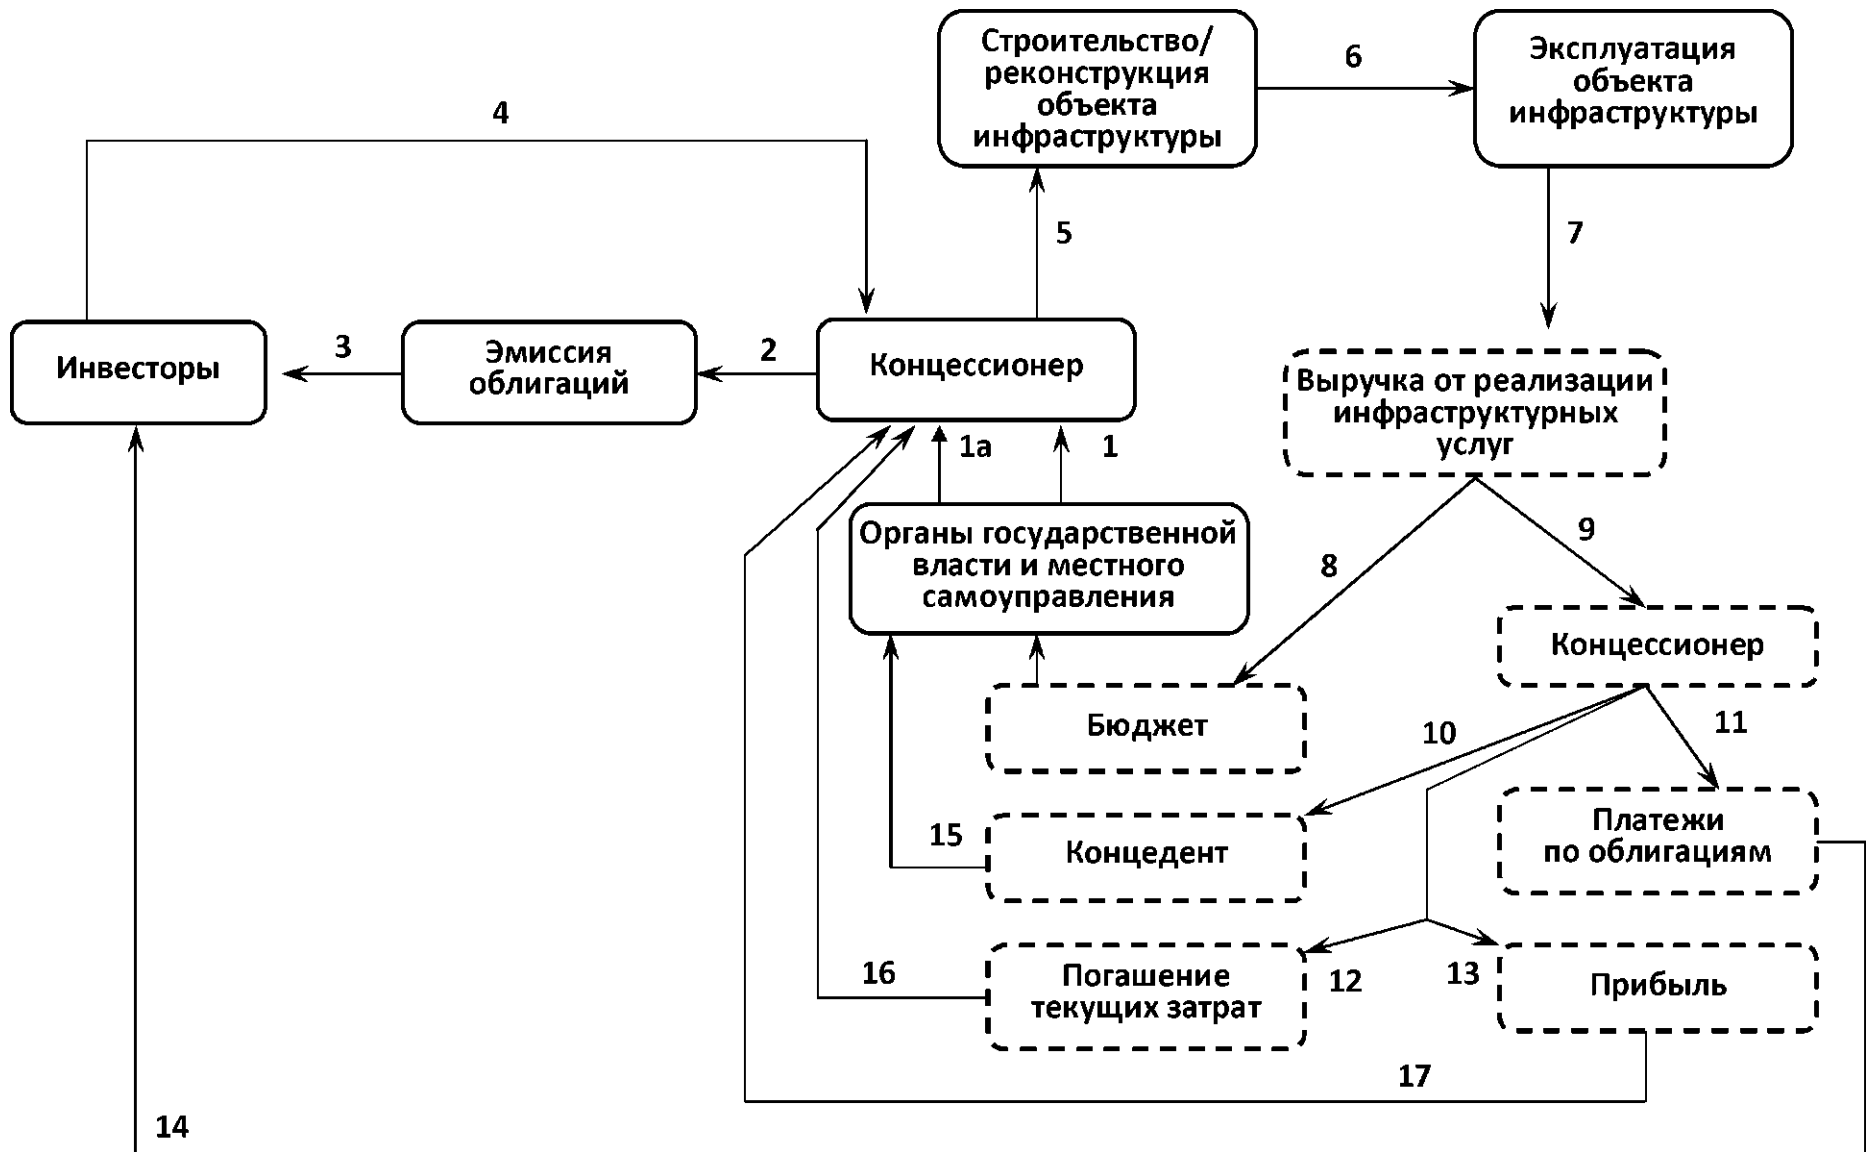 Строительство/
реконструкция
объекта
инфраструктуры
6
Эксплуатация
объекта
инфраструктуры
4
5
7
Инвесторы
3
Эмиссия
облигаций
2
Концессионер
Выручка от реализации
инфраструктурных
услуг
1а
1
Органы государственной
власти и местного
самоуправления
8
9
Концессионер
Бюджет
10
11
15
Концедент
Платежи
по облигациям
16
Погашение
текущих затрат
12
13
Прибыль
17
14